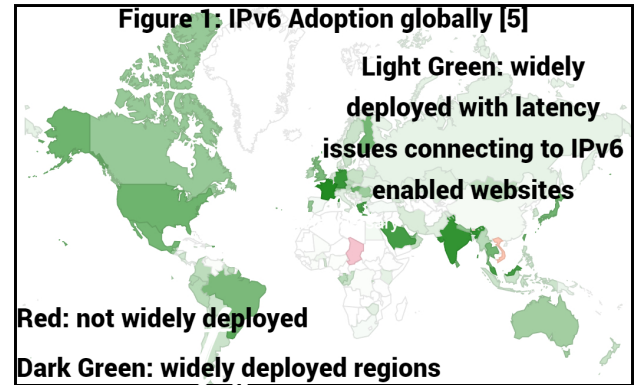 Figure 1: IPv6 Adoption globally [5]
Light Green: widely
deployed with latency
issues connecting to IPv6
enabled websites
Red: not widely deployed
Dark Green: widely deployed regions